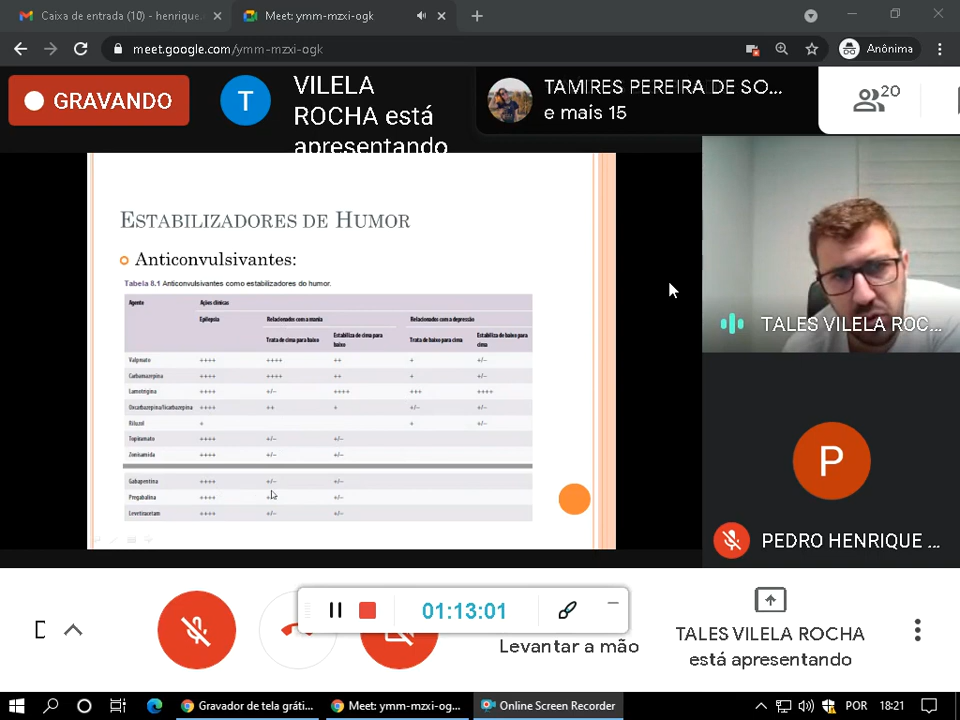 Caixa de entrada (10) - henrique.
Meet: ymm-mzxi-ogk
meet.google.com/ymm-mzxi-ogk
Anônima
GRAVANDO
T
VILELA
ROCHA está
apresentando
TAMIRES PEREIRA DE SO...
e mais 15
20
ESTABILIZADORES DE HUMOR
Anticonvulsivantes:
Tabela 8.1 Anticonvulsivantes como estabilizadores do humor.
Agente Ações clínicas
Epilepsia Relacionados com a mania Relacionados com a depressão
Trata de cima para baixo Estabiliza de cima para baixo Trata de baixo para cima Estabiliza de baixo para cima
Valproato ++++ ++++ ++ + +/–
Carbamazepina ++++ ++++ ++ + +/–
Lamotrigina ++++ +/– ++++ +++ ++++
Oxcarbazepina/licarbazepina ++++ ++ + +/– +/–
Riluzol + + +/–
Topiramato ++++ +/– +/–
Zonisamida ++++ +/– +/–
Gabapentina ++++ +/– +/–
Pregabalina ++++ +/–
Levetiracetam ++++ +/– +/–
TALES VILELA ROC...
P
PEDRO HENRIQUE ...
01:13:01
Levantar a mão
TALES VILELA ROCHA
está apresentando
Gravador de tela gráti...
Meet: ymm-mzxi-og...
Online Screen Recorder
POR
18:21